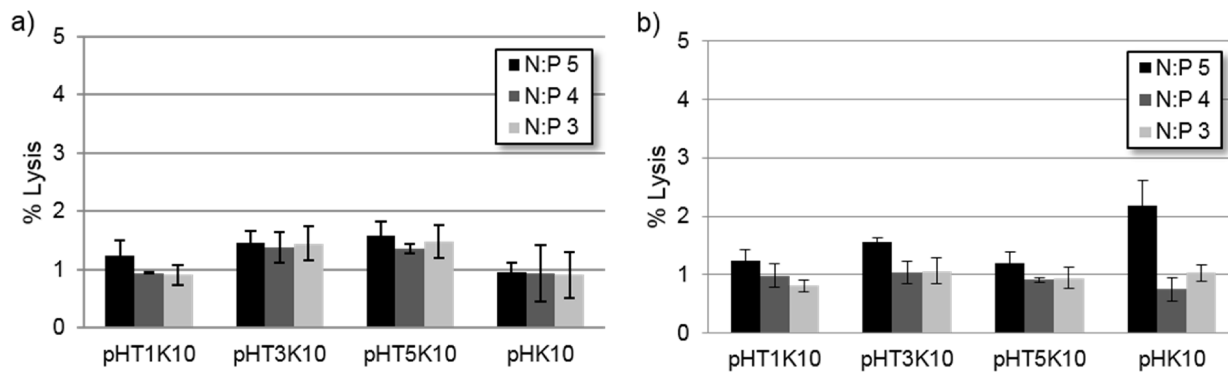 a)
5
4
3
2
1
0
% Lysis
N:P 5
N:P 4
N:P 3
pHT1K10 pHT3K10 pHT5K10 pHK10
b)
5
4
3
2
1
0
% Lysis
N:P 5
N:P 4
N:P 3
pHT1K10 pHT3K10 pHT5K10 pHK10